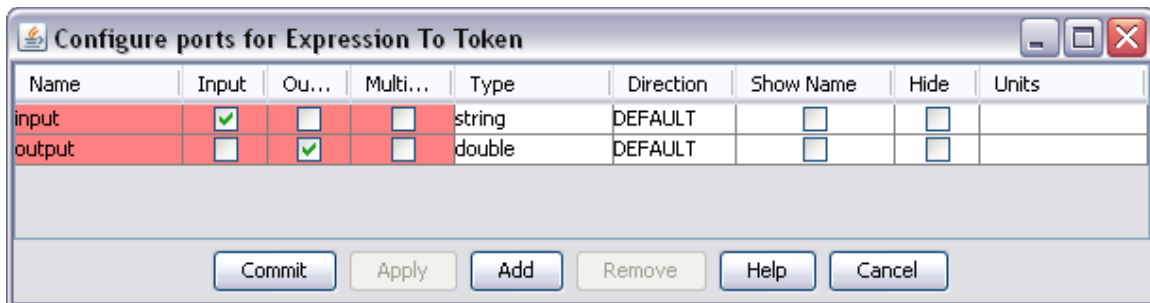 Configure ports for Expression To Token
Name Input Ou... Multi... Type Direction Show Name Hide Units
input string DEFAULT
output double DEFAULT
Commit Apply Add Remove Help Cancel